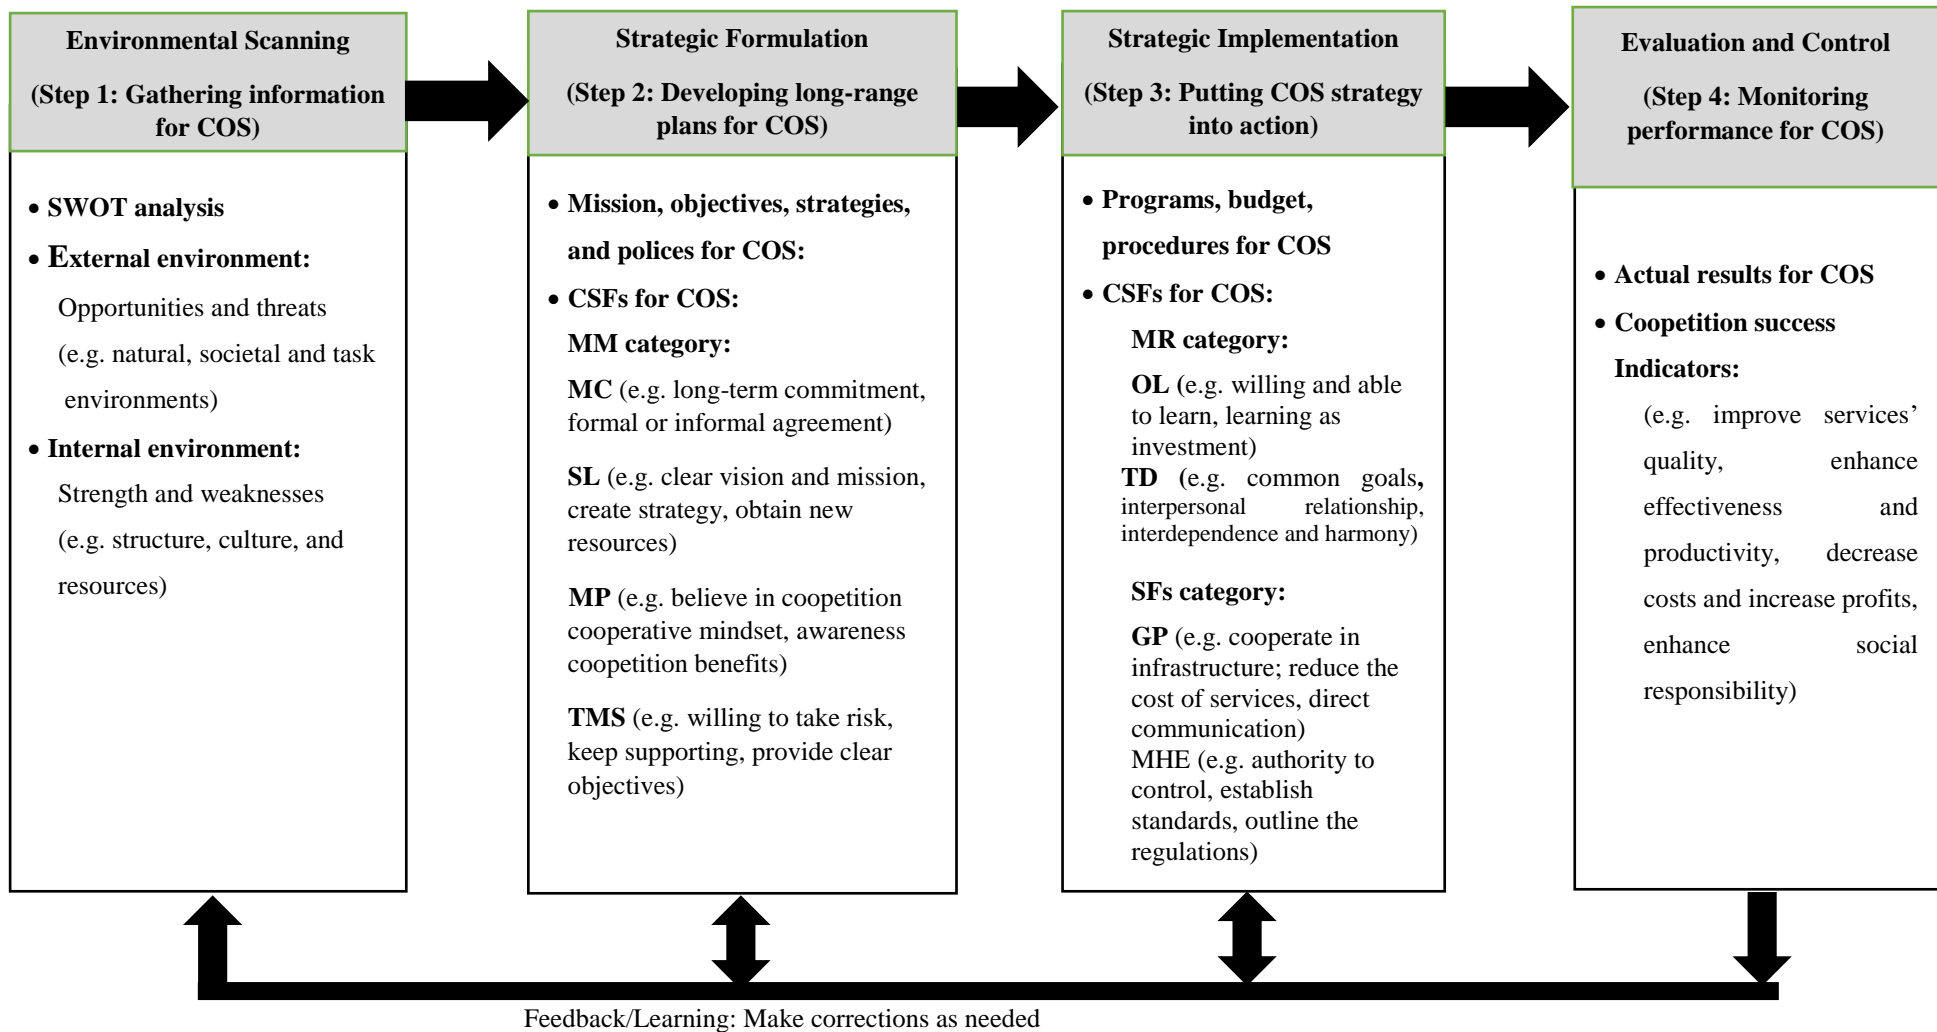 Environmental Scanning
(Step 1: Gathering information
for COS)
• SWOT analysis
• External environment:
Opportunities and threats
(e.g. natural, societal and task
environments)
• Internal environment:
Strength and weaknesses
(e.g. structure, culture, and
resources)
Strategic Formulation
(Step 2: Developing long-range
plans for COS)
• Mission, objectives, strategies,
and polices for COS:
• CSFs for COS:
MM category:
MC (e.g. long-term commitment,
formal or informal agreement)
SL (e.g. clear vision and mission,
create strategy, obtain new
resources)
MP (e.g. believe in coopetition
cooperative mindset, awareness
coopetition benefits)
TMS (e.g. willing to take risk,
keep supporting, provide clear
objectives)
Strategic Implementation
(Step 3: Putting COS strategy
into action)
• Programs, budget,
procedures for COS
• CSFs for COS:
MR category:
OL (e.g. willing and able
to learn, learning as
investment)
TD (e.g. common goals,
interpersonal relationship,
interdependence and harmony)
SFs category:
GP (e.g. cooperate in
infrastructure; reduce the
cost of services, direct
communication)
MHE (e.g. authority to
control, establish
standards, outline the
regulations)
Evaluation and Control
(Step 4: Monitoring
performance for COS)
• Actual results for COS
• Coopetition success
Indicators:
(e.g. improve services’
quality, enhance
effectiveness and
productivity, decrease
costs and increase profits,
enhance social
responsibility)
Feedback/Learning: Make corrections as needed